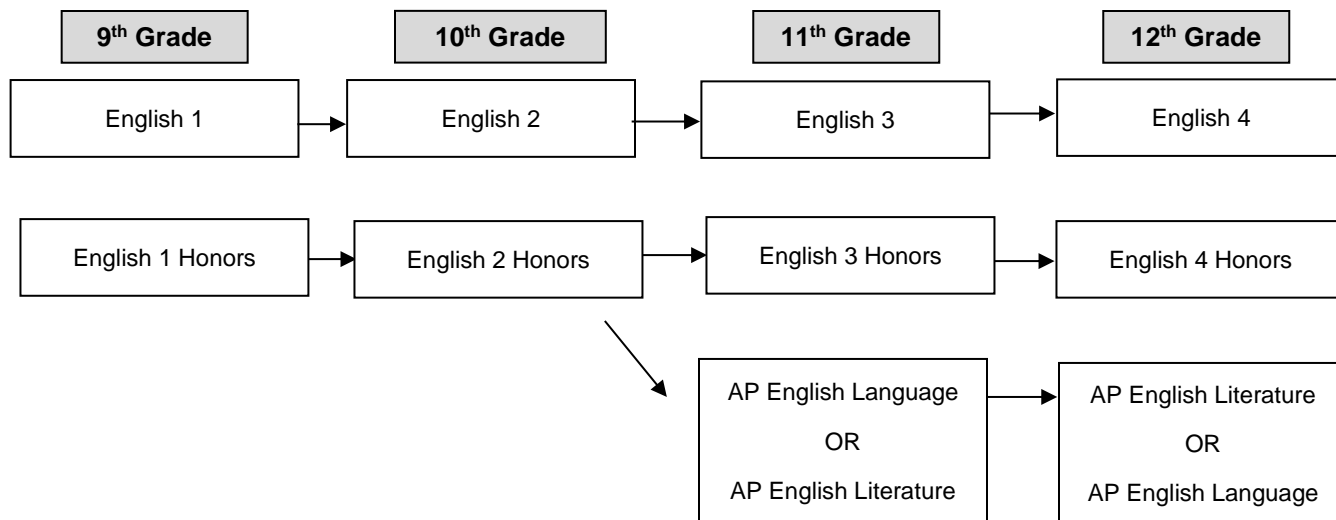 9th Grade
10th Grade
11th Grade
12th Grade
English 1
English 2
English 3
English 4
English 1 Honors
English 2 Honors
English 3 Honors
English 4 Honors
AP English Language
OR
AP English Literature
AP English Literature
OR
AP English Language